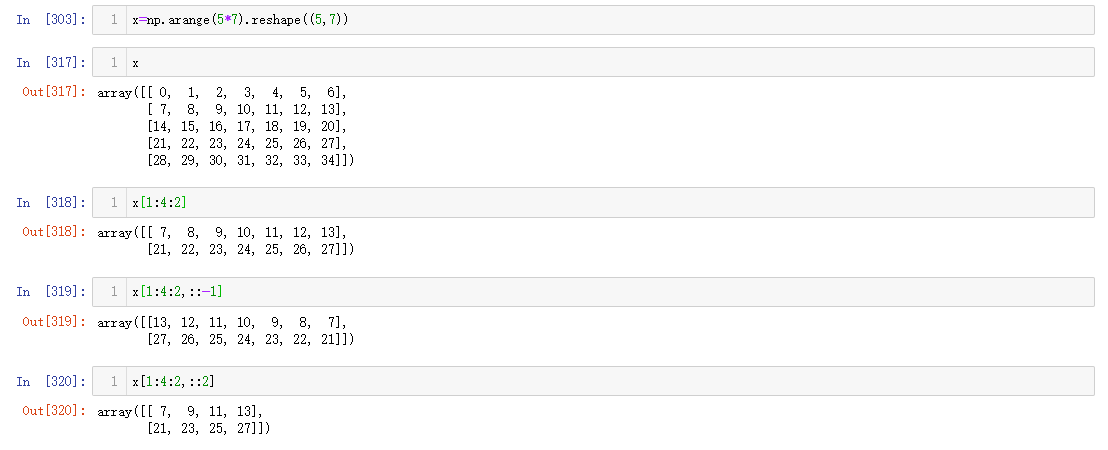 In [303]: 1 x=np.arange(5*7).reshape((5,7))
In [317]: 1 x
Out[317]: array([[ 0, 1, 2, 3, 4, 5, 6],
[ 7, 8, 9, 10, 11, 12, 13],
[14, 15, 16, 17, 18, 19, 20],
[21, 22, 23, 24, 25, 26, 27],
[28, 29, 30, 31, 32, 33, 34]])
In [318]: 1 x[1:4:2]
Out[318]: array([[ 7, 8, 9, 10, 11, 12, 13],
[21, 22, 23, 24, 25, 26, 27]])
In [319]: 1 x[1:4:2,::-1]
Out[319]: array([[13, 12, 11, 10, 9, 8, 7],
[27, 26, 25, 24, 23, 22, 21]])
In [320]: 1 x[1:4:2,::2]
Out[320]: array([[ 7, 9, 11, 13],
[21, 23, 25, 27]])